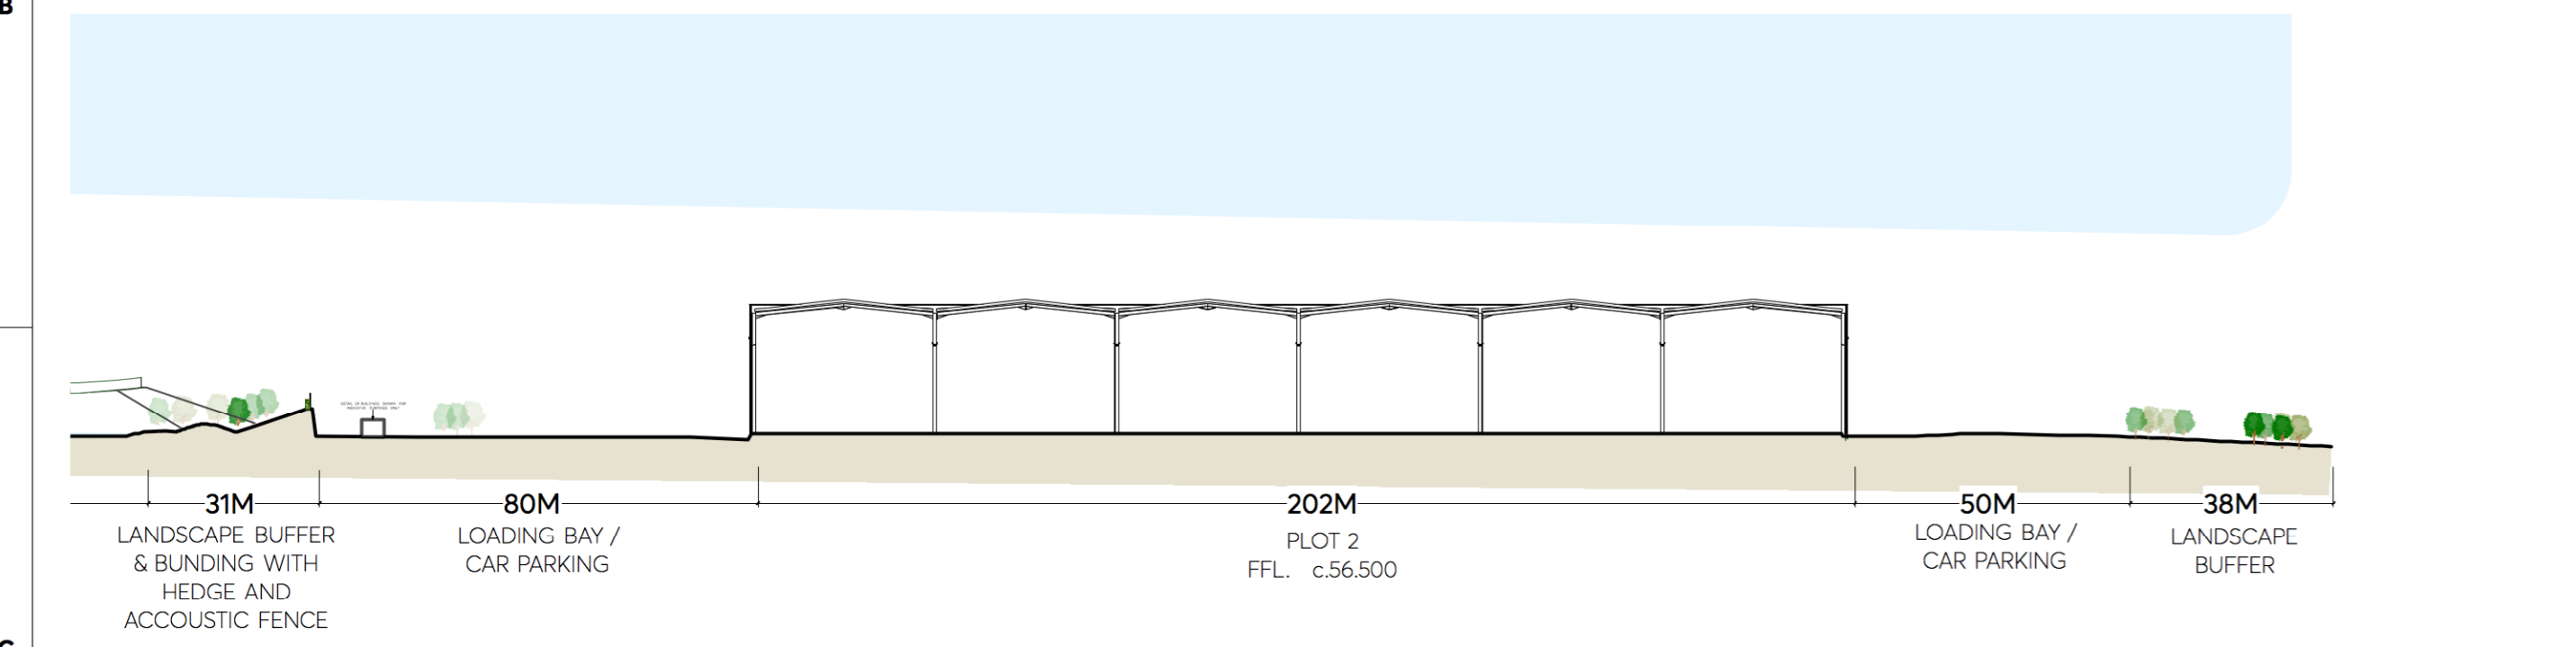 B
31M
LANDSCAPE BUFFER
& BUNDING WITH
HEDGE AND
ACCOUSTIC FENCE
80M
LOADING BAY /
CAR PARKING
202M
PLOT 2
FFL. c.56.500
50M
LOADING BAY /
CAR PARKING
38M
LANDSCAPE
BUFFER